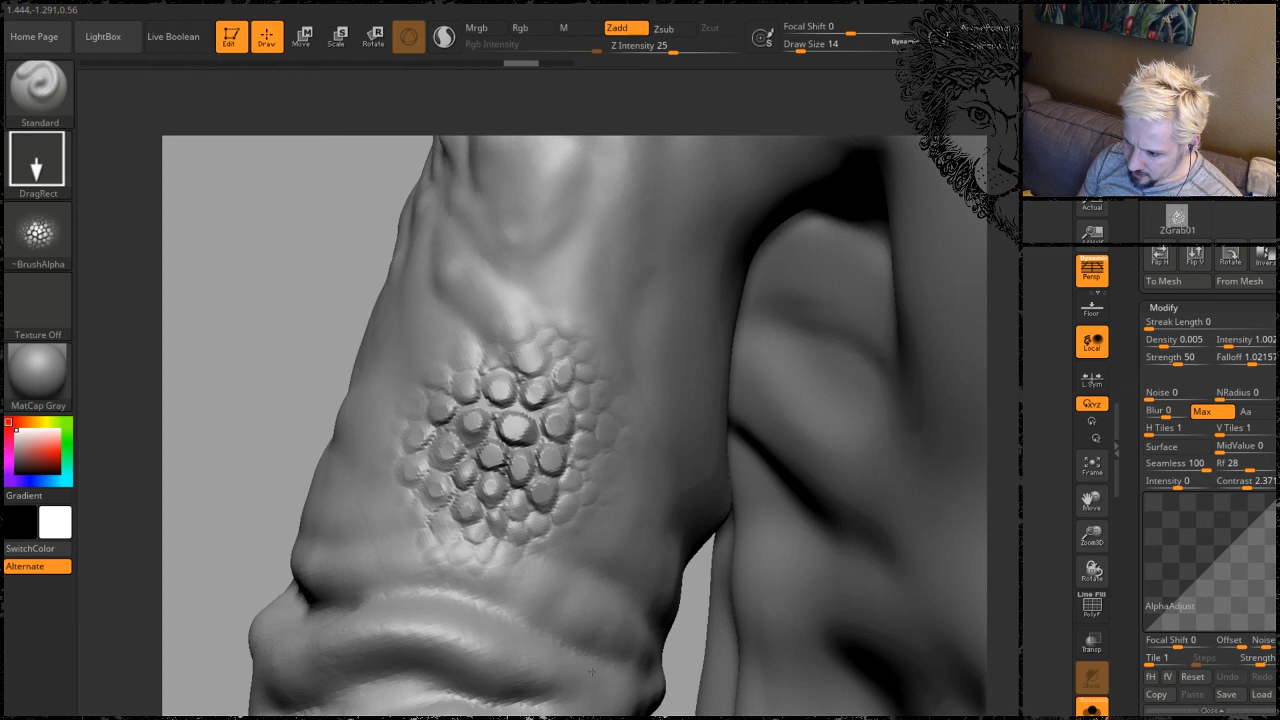 1.444,-1.291,0.56
Home Page
LightBox
Live Boolean
Edit
Draw
Move
Scale
Rotate
Mrgb
Rgb
M
Rgb Intensity
Zadd
Zsub
Zcut
Z Intensity 25
Focal Shift 0
Draw Size 14
S
Standard
DragRect
~BrushAlpha
Texture Off
MatCap Gray
Gradient
SwitchColor
Alternate
Actual
Dynamic
Persp
Floor
Local
L.Sym
XYZ
Frame
Move
Zoom3D
Rotate
Line Fill
PolyF
Transp
ZGrab01
Flip H
Flip V
Rotate
Invers
To Mesh
From Mesh
Modify
Streak Length 0
Density 0.005
Intensity 1.002
Strength 50
Falloff 1.02157
Noise 0
NRadius 0
Blur 0
Max
Aa
H Tiles 1
V Tiles 1
Surface
MidValue 0
Seamless 100
Rf 28
Intensity 0
Contrast 2.371
AlphaAdjust
Focal Shift 0
Offset
Noise
Tile 1
Steps
Strength
fH
fV
Reset
Undo
Redo
Copy
Paste
Save
Load
Close